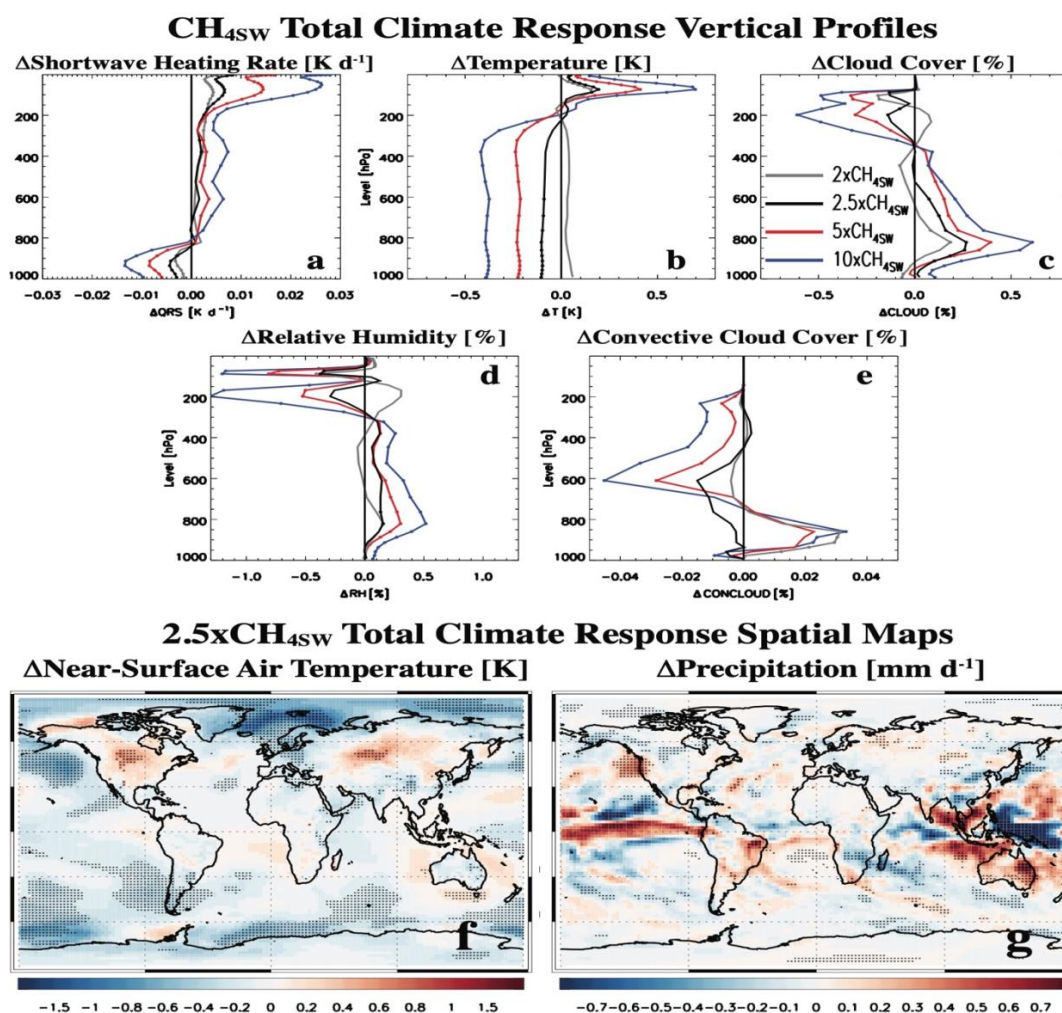 CH4SW Total Climate Response Vertical Profiles
ΔShortwave Heating Rate [K d-1] ΔTemperature [K] ΔCloud Cover [%]
200
400
600
800
1000
-0.03 -0.02 -0.01 0.00 0.01 0.02 0.03
ΔQRS [K d-1]
a
Level [hPa]
200
400
600
800
1000
-0.5 0.0 0.5
ΔT [K]
b
Level [hPa]
200
400
600
800
1000
2xCH4SW
2.5xCH4SW
5xCH4SW
10xCH4SW
-0.5 0.0 0.5
ΔCLOUD [%]
c
ΔRelative Humidity [%] ΔConvective Cloud Cover [%]
Level [hPa]
200
400
600
800
1000
-1.0 -0.5 0.0 0.5 1.0
ΔRH [%]
d
Level [hPa]
200
400
600
800
1000
-0.04 -0.02 0.00 0.02 0.04
ΔCONCLOUD [%]
e
2.5xCH4SW Total Climate Response Spatial Maps
ΔNear-Surface Air Temperature [K] ΔPrecipitation [mm d-1]
f g
-1.5 -1 -0.8 -0.6 -0.4 -0.2 0 0.2 0.4 0.6 0.8 1 1.5
-0.7 -0.6 -0.5 -0.4 -0.3 -0.2 -0.1 0 0.1 0.2 0.3 0.4 0.5 0.6 0.7